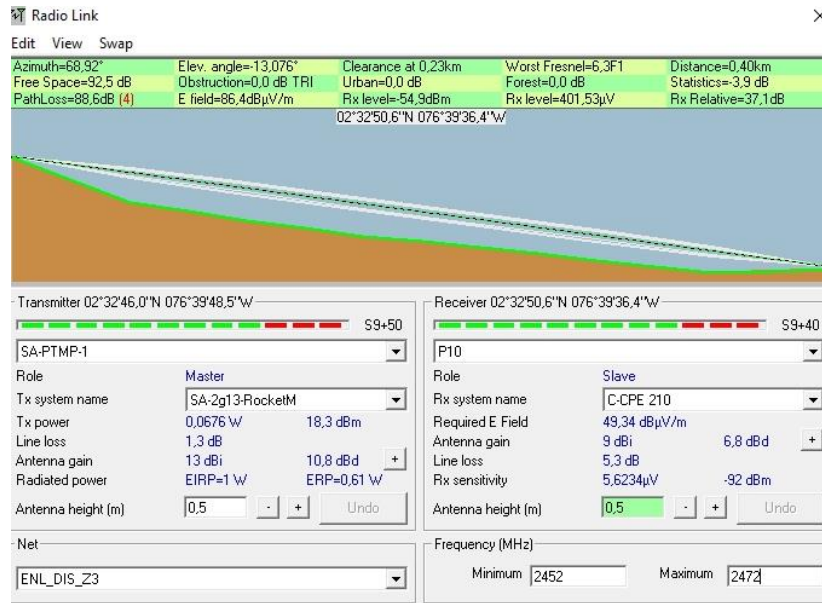 Radio Link
Edit View Swap
Azimuth=68,92° Elev. angle=-13,076° Clearance at 0,23km Worst Fresnel=6,3F1 Distance=0,40km
Free Space=92,5 dB Obstruction=0,0 dB TRI Urban=0,0 dB Forest=0,0 dB Statistics=-3,9 dB
PathLoss=88,6dB (4) E field=86,4dBμV/m Rx level=-54,9dBm Rx level=401,53μV Rx Relative=37,1dB
02°32'50,6"N 076°39'36,4"W
Transmitter 02°32'46,0"N 076°39'48,5"W
S9+50
SA-PTMP-1
Role Master
Tx system name SA-2g13-RocketM
Tx power 0,0676 W 18,3 dBm
Line loss 1,3 dB
Antenna gain 13 dBi 10,8 dBd +
Radiated power EIRP=1 W ERP=0,61 W
Antenna height (m) 0,5 - + Undo
Net
ENL_DIS_Z3
Receiver 02°32'50,6"N 076°39'36,4"W
S9+40
P10
Role Slave
Rx system name C-CPE 210
Required E Field 49,34 dBμV/m
Antenna gain 9 dBi 6,8 dBd +
Line loss 5,3 dB
Rx sensitivity 5,6234μV -92 dBm
Antenna height (m) 0,5 - + Undo
Frequency (MHz)
Minimum 2452 Maximum 2472